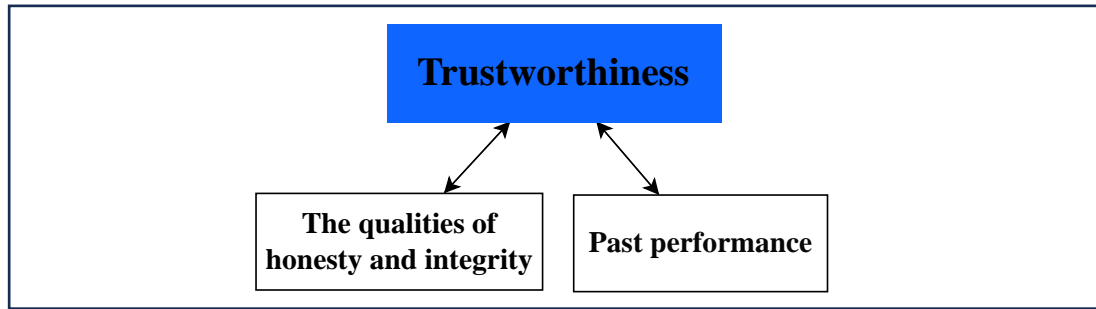 Trustworthiness
The qualities of
honesty and integrity
Past performance